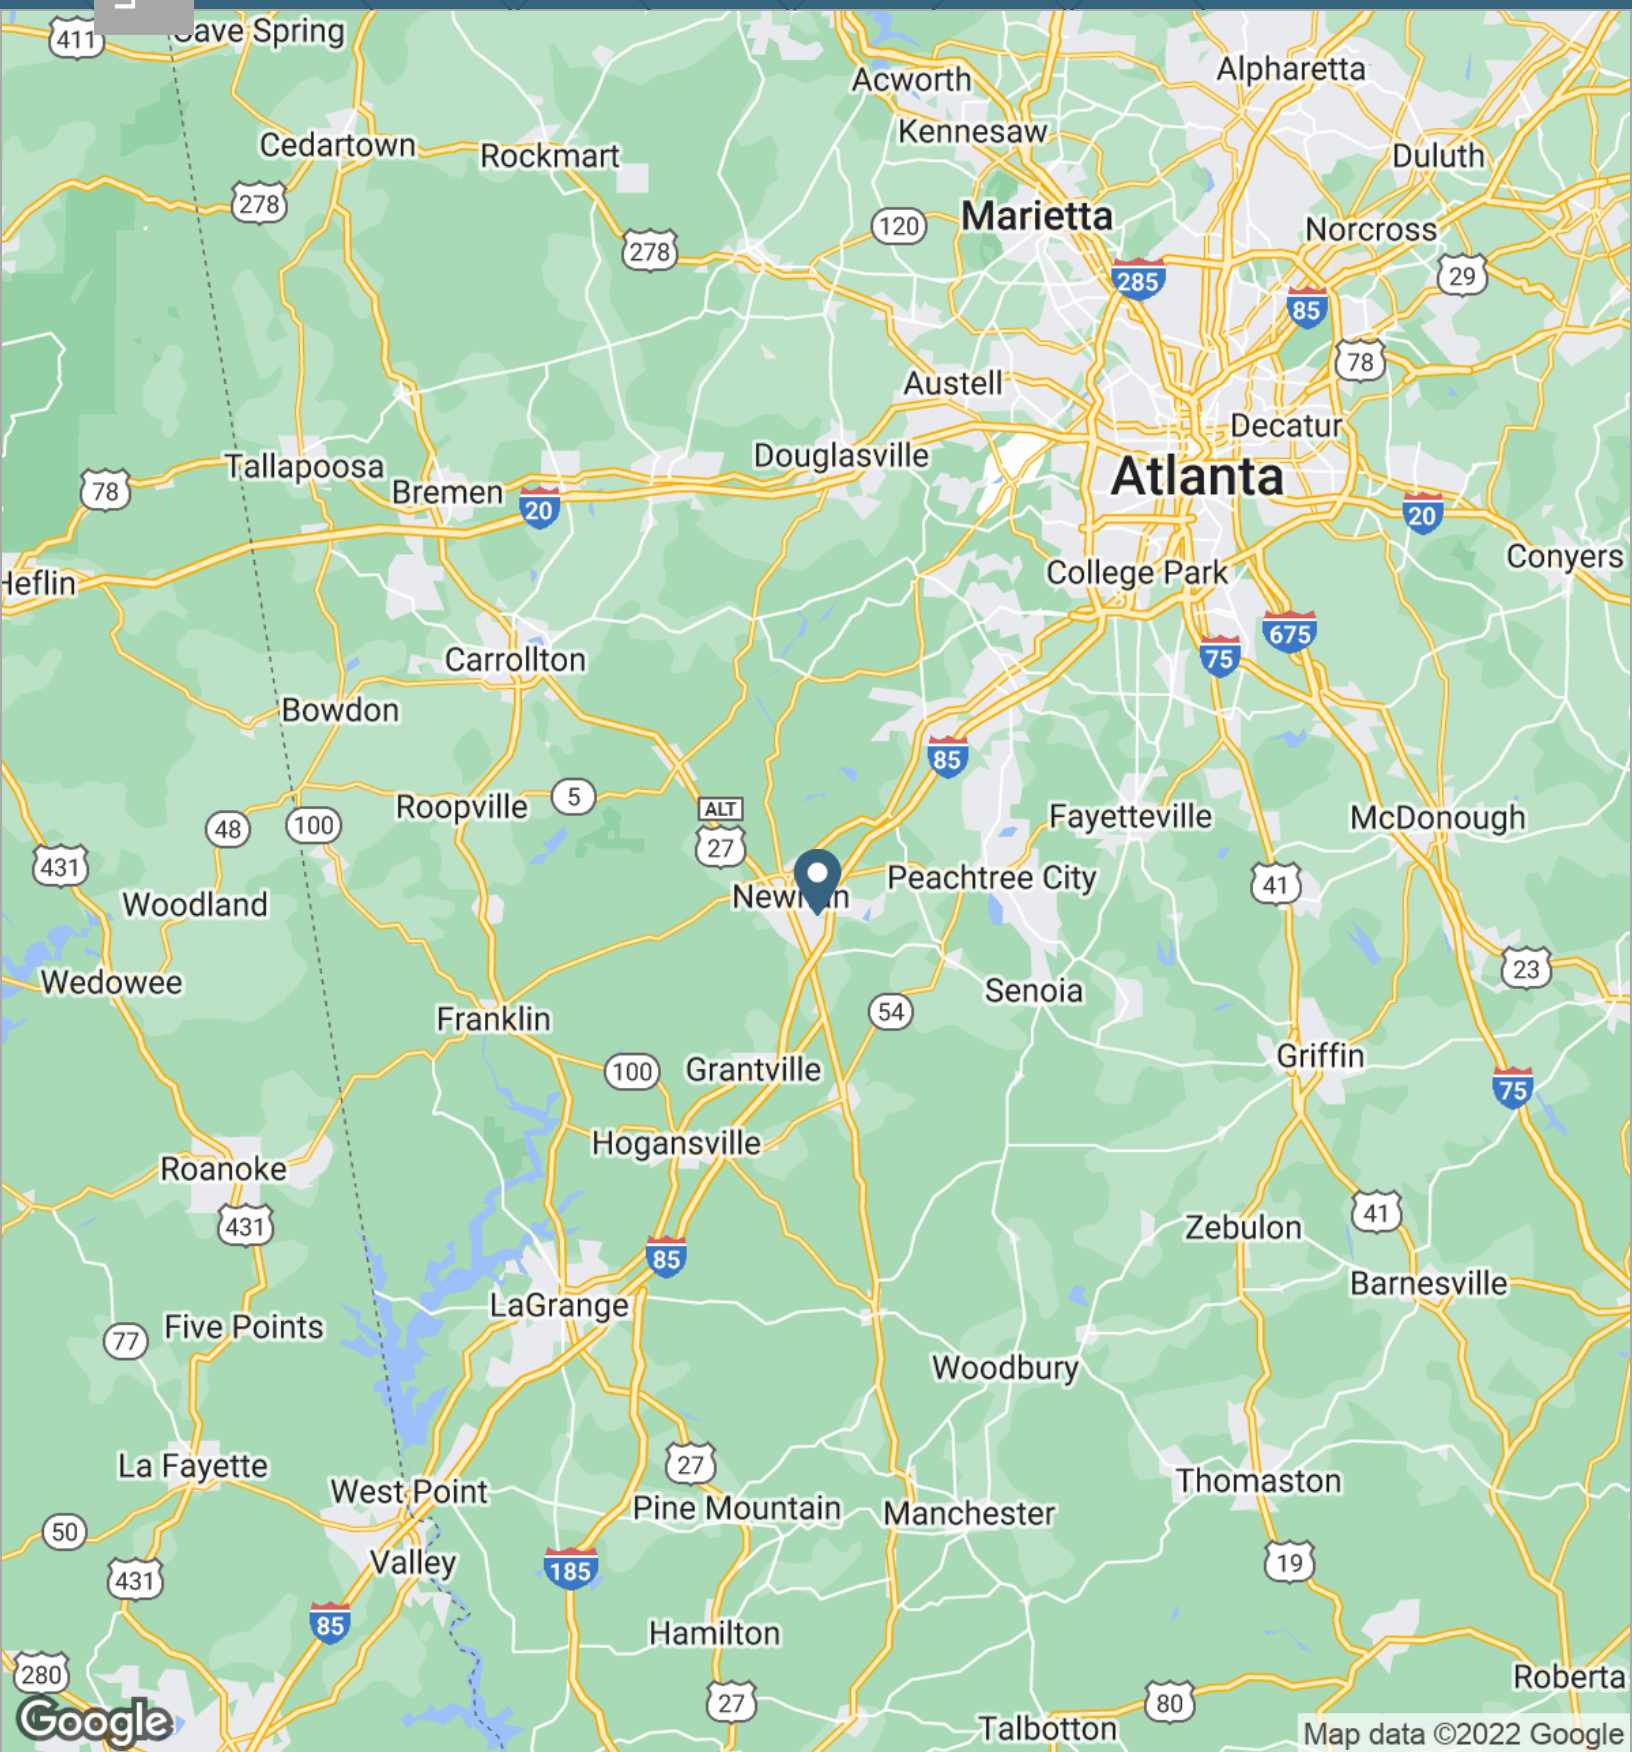 411
Cave Spring
Acworth
Alpharetta
Kennesaw
Cedartown
Rockmart
Duluth
278
120
Marietta
Norcross
278
285
29
85
78
Austell
Decatur
Douglasville
Tallapoosa
Atlanta
78
Bremen
20
20
Conyers
Heflin
College Park
675
75
Carrollton
Bowdon
85
5
Roopville
ALT
27
Fayetteville
McDonough
48
100
431
41
Peachtree City
Newnan
Woodland
23
Wedowee
Senoia
54
Franklin
Griffin
100
Grantville
75
Hogansville
Roanoke
431
41
Zebulon
85
Barnesville
LaGrange
77
Five Points
Woodbury
La Fayette
27
Thomaston
West Point
Pine Mountain
Manchester
50
Valley
185
19
431
85
Hamilton
280
Roberta
27
80
Google
Talbotton
Map data ©2022 Google